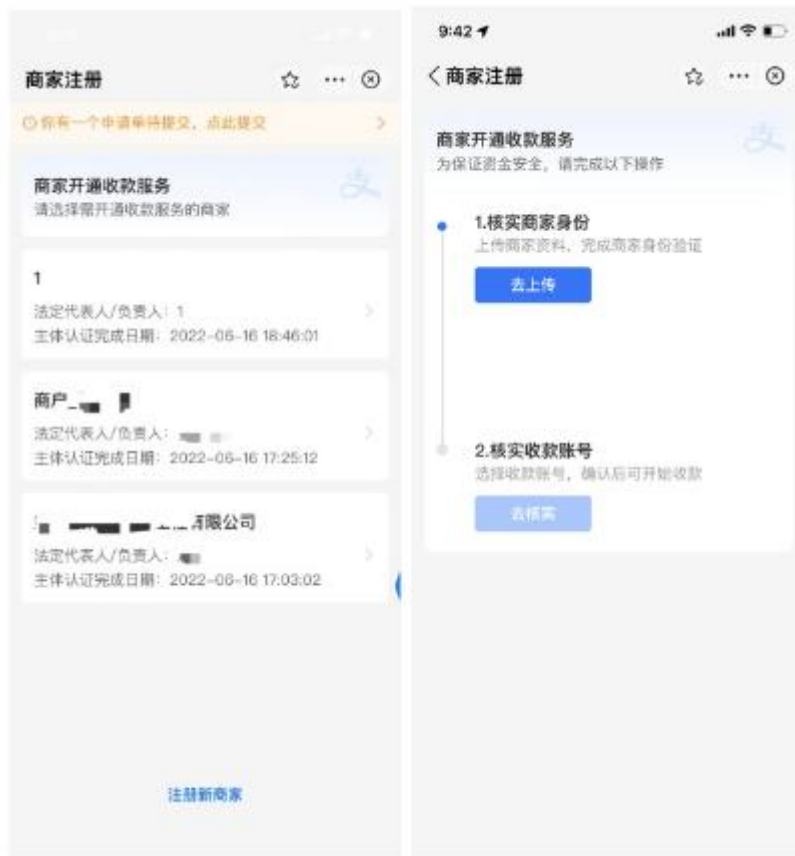 商家注册
你有一个申请单待提交，点此提交
商家开通收款服务
请选择需开通收款服务的商家
1
法定代表人/负责人：1
主体认证完成日期：2022-06-16 18:46:01
商户_
法定代表人/负责人：
主体认证完成日期：2022-06-16 17:25:12
有限公司
法定代表人/负责人：
主体认证完成日期：2022-06-16 17:03:02
注册新商家
9:42
商家注册
支
商家开通收款服务
为保证资金安全，请完成以下操作
1.核实商家身份
上传商家资料，完成商家身份验证
去上传
2.核实收款账号
选择收款账号，确认后可开始收款
去核实